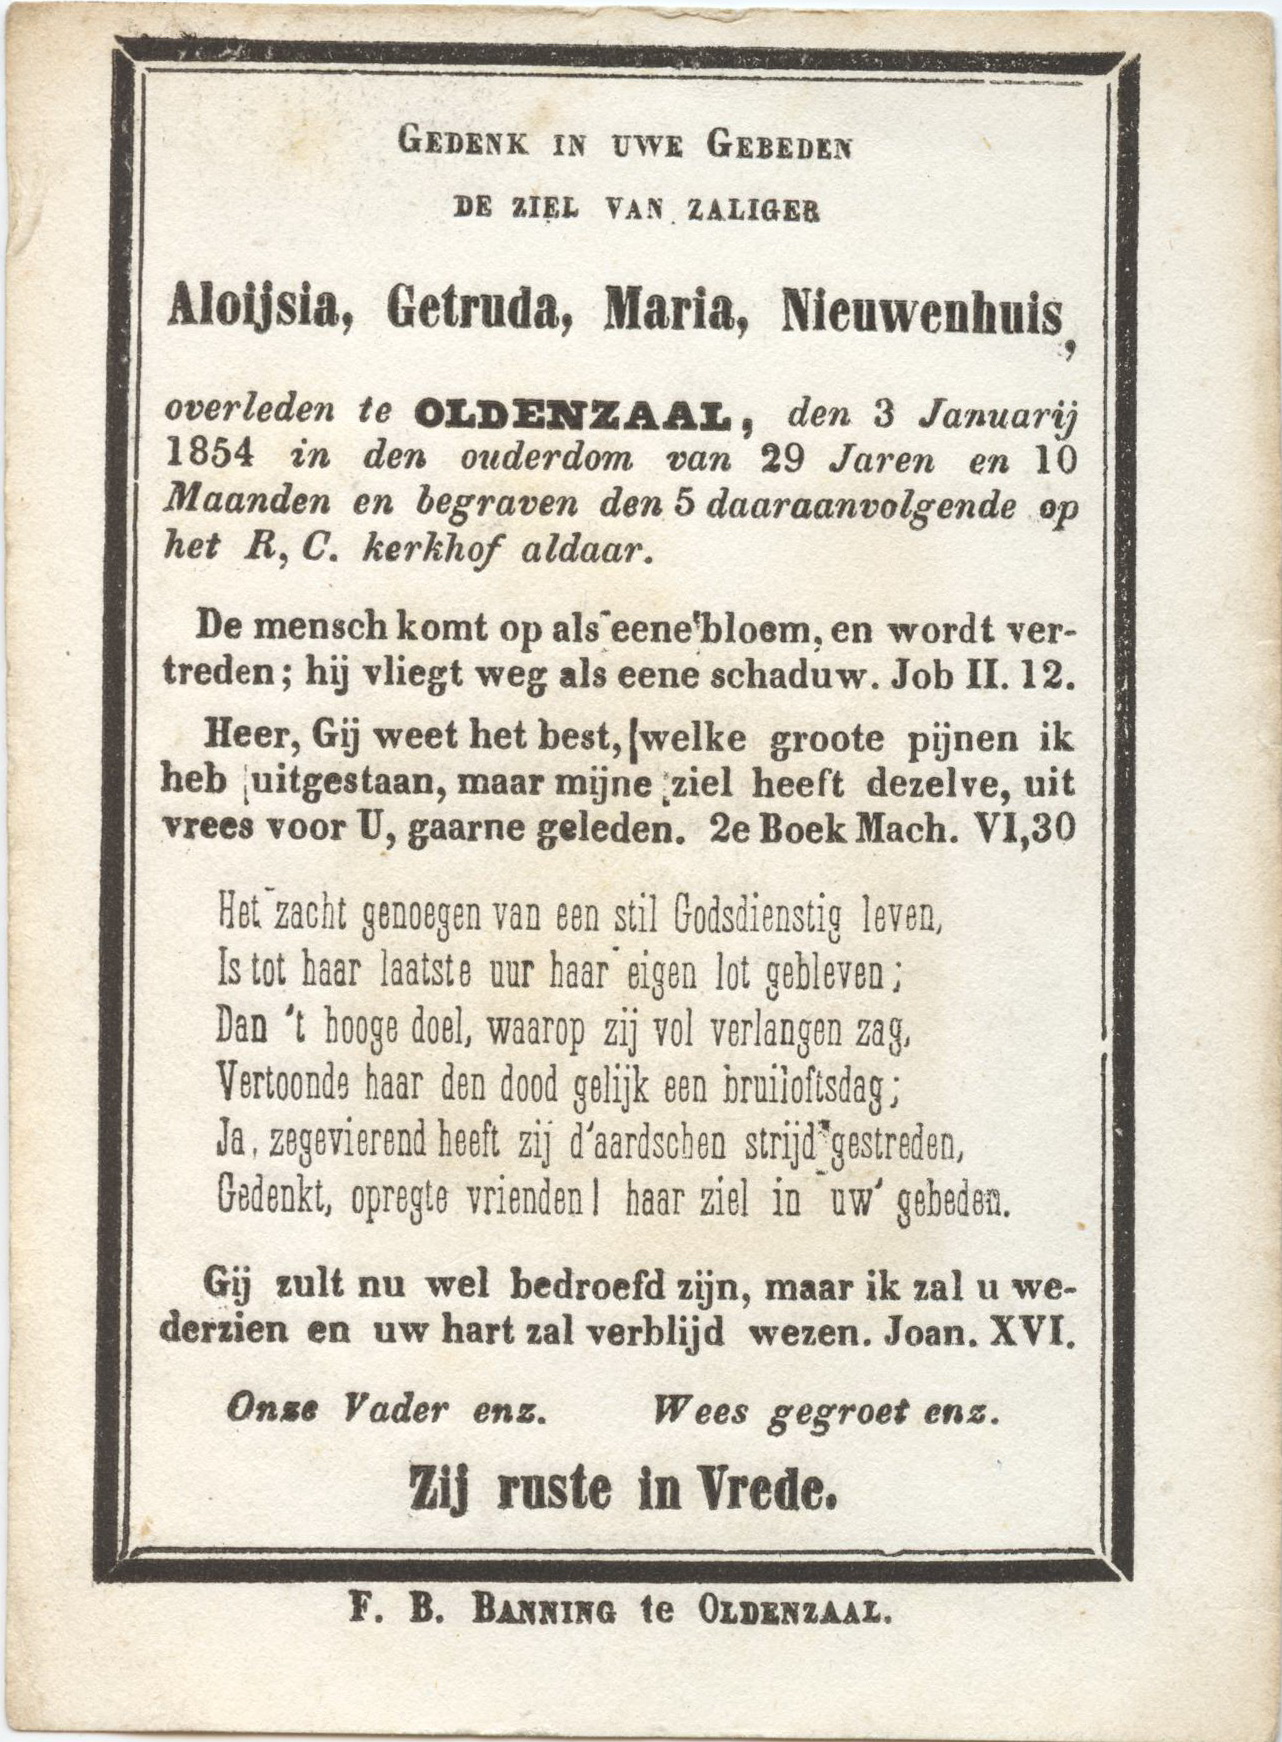 GEDENK IN UWE GEBEDEN
DE ZIEL VAN ZALIGER
Aloijsia, Getruda, Maria, Nieuwenhuis,
overleden te OLDENZAAL, den 3 Januarij
1854 in den ouderdom van 29 Jaren en 10
Maanden en begraven den 5 daaraanvolgende op
het R, C. kerkhof aldaar.
De mensch komt op als eene bloem, en wordt ver-
treden; hij vliegt weg als eene schaduw. Job II. 12.
Heer, Gij weet het best, welke groote pijnen ik
heb uitgestaan, maar mijne ziel heeft dezelve, uit
vrees voor U, gaarne geleden. 2e Boek Mach. VI,30
Het zacht genoegen van een stil Godsdienstig leven,
Is tot haar laatste uur haar eigen lot gebleven;
Dan 't hooge doel, waarop zij vol verlangen zag,
Vertoonde haar den dood gelijk een bruiloftsdag;
Ja, zegevierend heeft zij d'aardschen strijd gestreden,
Gedenkt, opregte vrienden! haar ziel in uw' gebeden.
Gij zult nu wel bedroefd zijn, maar ik zal u we-
derzien en uw hart zal verblijd wezen. Joan. XVI.
Onze Vader enz. Wees gegroet enz.
Zij ruste in Vrede.
F. B. BANNING te OLDENZAAL.